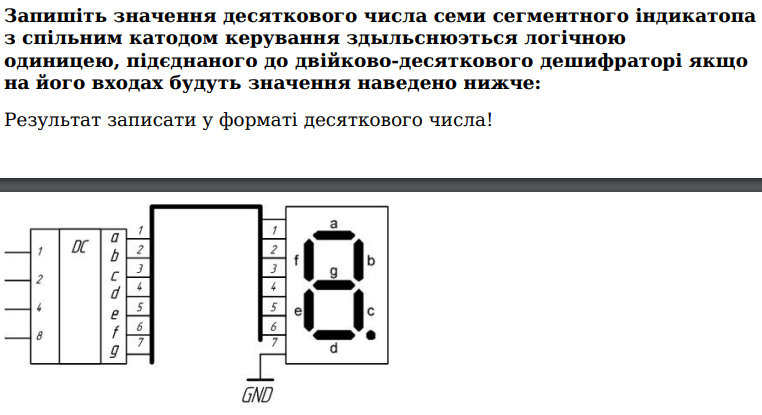 Запишіть значення десяткового числа семи сегментного індикатопа
з спільним катодом керування здыльснюэться логічною
одиницею, підєднаного до двійково-десяткового дешифраторі якщо
на його входах будуть значення наведено нижче:
Результат записати у форматі десяткового числа!
1 DC a 1 1 a
b 2 2 f b
2 c 3 3 g
d 4 4
4 e 5 5 e c
f 6 6
8 g 7 7 d
GND